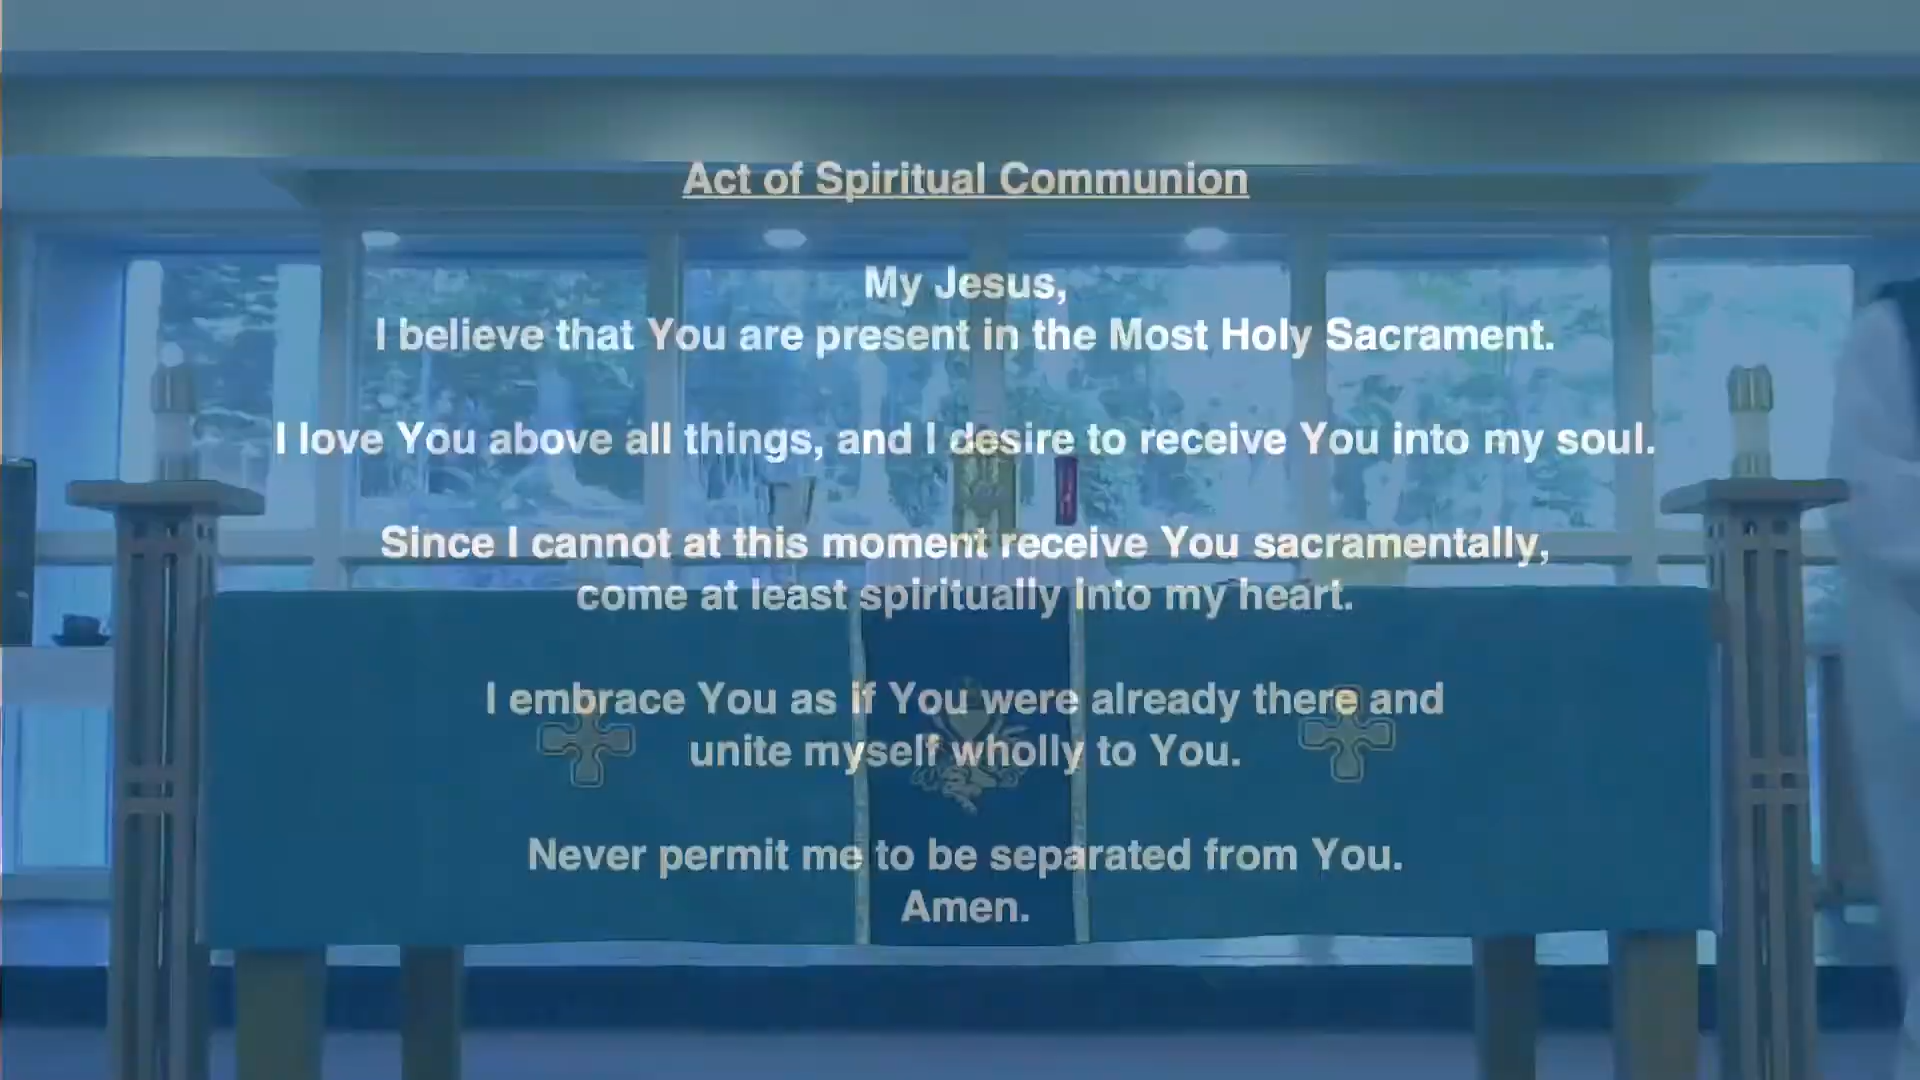 Act of Spiritual Communion
My Jesus,
I believe that You are present in the Most Holy Sacrament.
I love You above all things, and I desire to receive You into my soul.
Since I cannot at this moment receive You sacramentally,
come at least spiritually into my heart.
I embrace You as if You were already there and
unite myself wholly to You.
Never permit me to be separated from You.
Amen.